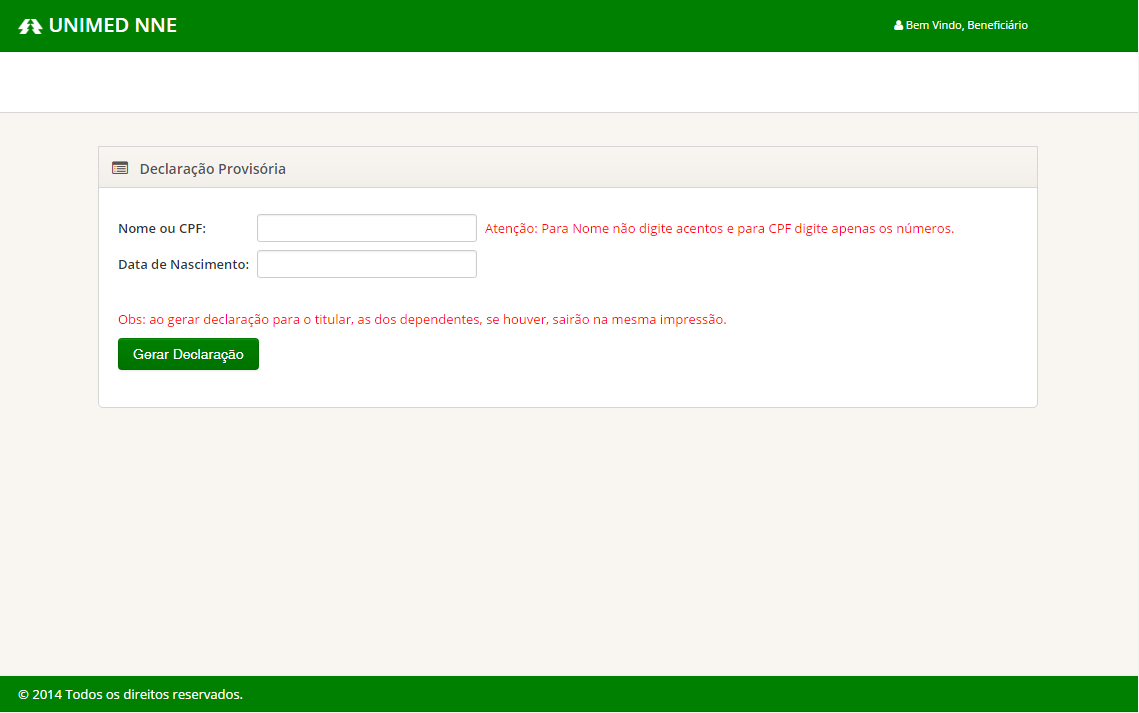 UNIMED NNE
Bem Vindo, Beneficiário
Declaração Provisória
Nome ou CPF:
Atenção: Para Nome não digite acentos e para CPF digite apenas os números.
Data de Nascimento:
Obs: ao gerar declaração para o titular, as dos dependentes, se houver, sairão na mesma impressão.
Gerar Declaração
© 2014 Todos os direitos reservados.